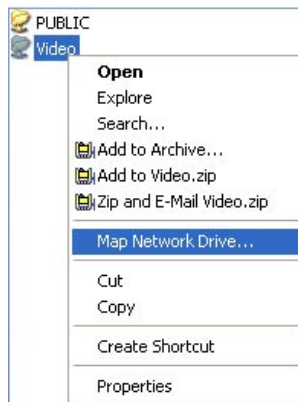 PUBLIC
Video
Open
Explore
Search...
Add to Archive...
Add to Video.zip
Zip and E-Mail Video.zip
Map Network Drive...
Cut
Copy
Create Shortcut
Properties